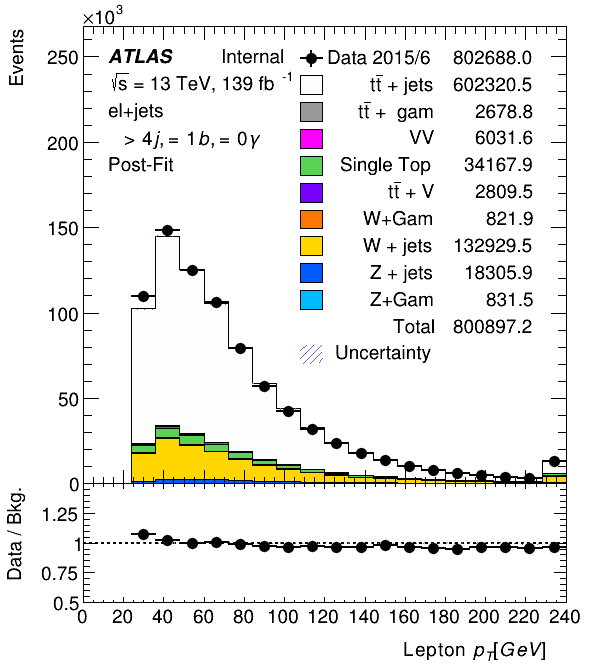 ×10³
Events
250
200
150
100
50
0
ATLAS Internal
√s = 13 TeV, 139 fb⁻¹
el+jets
> 4j, = 1b, = 0γ
Post-Fit
Data 2015/6 802688.0
tt̄ + jets 602320.5
tt̄ + gam 2678.8
VV 6031.6
Single Top 34167.9
tt̄ + V 2809.5
W+Gam 821.9
W + jets 132929.5
Z + jets 18305.9
Z+Gam 831.5
Total 800897.2
Uncertainty
Data / Bkg.
1.25
1
0.75
0.5
0 20 40 60 80 100 120 140 160 180 200 220 240
Lepton p_T[GeV]